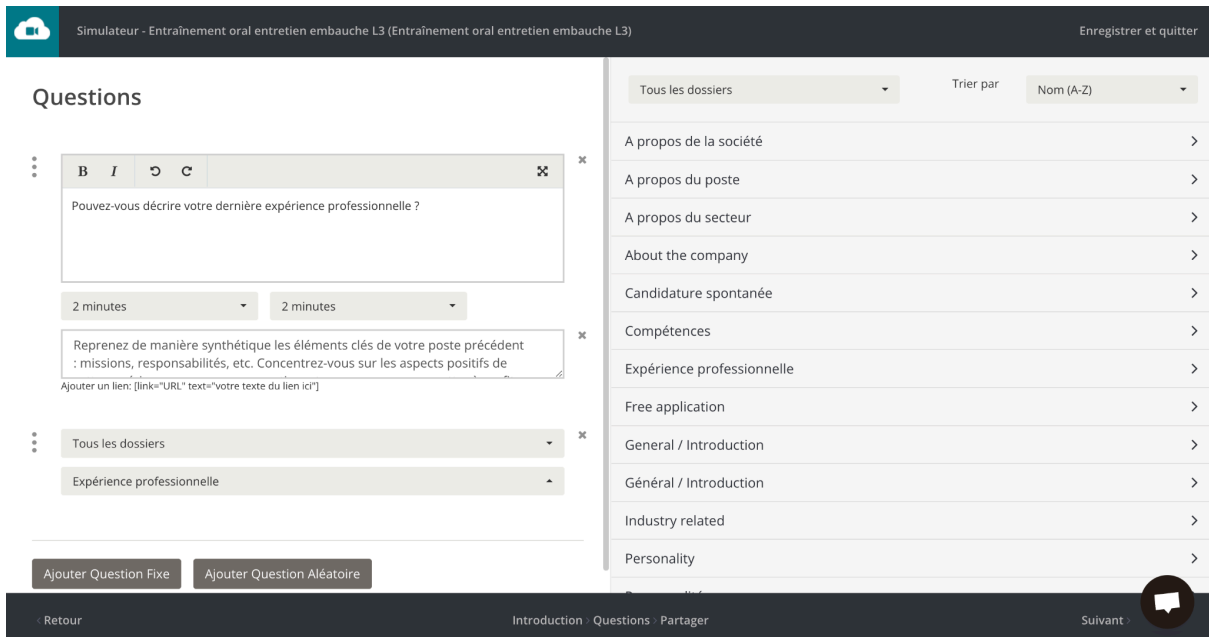 Simulateur - Entraînement oral entretien embauche L3 (Entraînement oral entretien embauche L3)
Enregistrer et quitter
Questions
B I
Pouvez-vous décrire votre dernière expérience professionnelle ?
2 minutes
2 minutes
Reprenez de manière synthétique les éléments clés de votre poste précédent
: missions, responsabilités, etc. Concentrez-vous sur les aspects positifs de
Ajouter un lien: [link="URL" text="votre texte du lien ici"]
Tous les dossiers
Expérience professionnelle
Ajouter Question Fixe
Ajouter Question Aléatoire
Tous les dossiers
Trier par
Nom (A-Z)
A propos de la société
A propos du poste
A propos du secteur
About the company
Candidature spontanée
Compétences
Expérience professionnelle
Free application
General / Introduction
Général / Introduction
Industry related
Personality
< Retour
Introduction > Questions > Partager
Suivant >